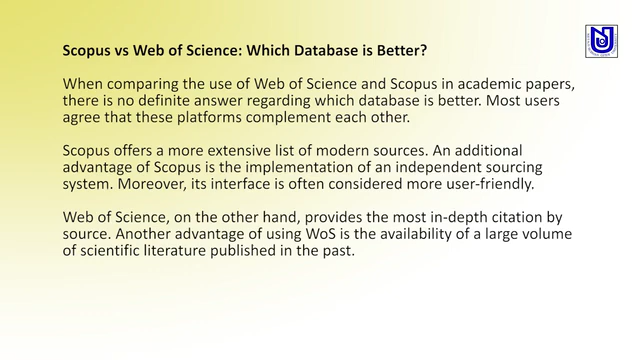 Scopus vs Web of Science: Which Database is Better?
When comparing the use of Web of Science and Scopus in academic papers,
there is no definite answer regarding which database is better. Most users
agree that these platforms complement each other.
Scopus offers a more extensive list of modern sources. An additional
advantage of Scopus is the implementation of an independent sourcing
system. Moreover, its interface is often considered more user-friendly.
Web of Science, on the other hand, provides the most in-depth citation by
source. Another advantage of using WoS is the availability of a large volume
of scientific literature published in the past.